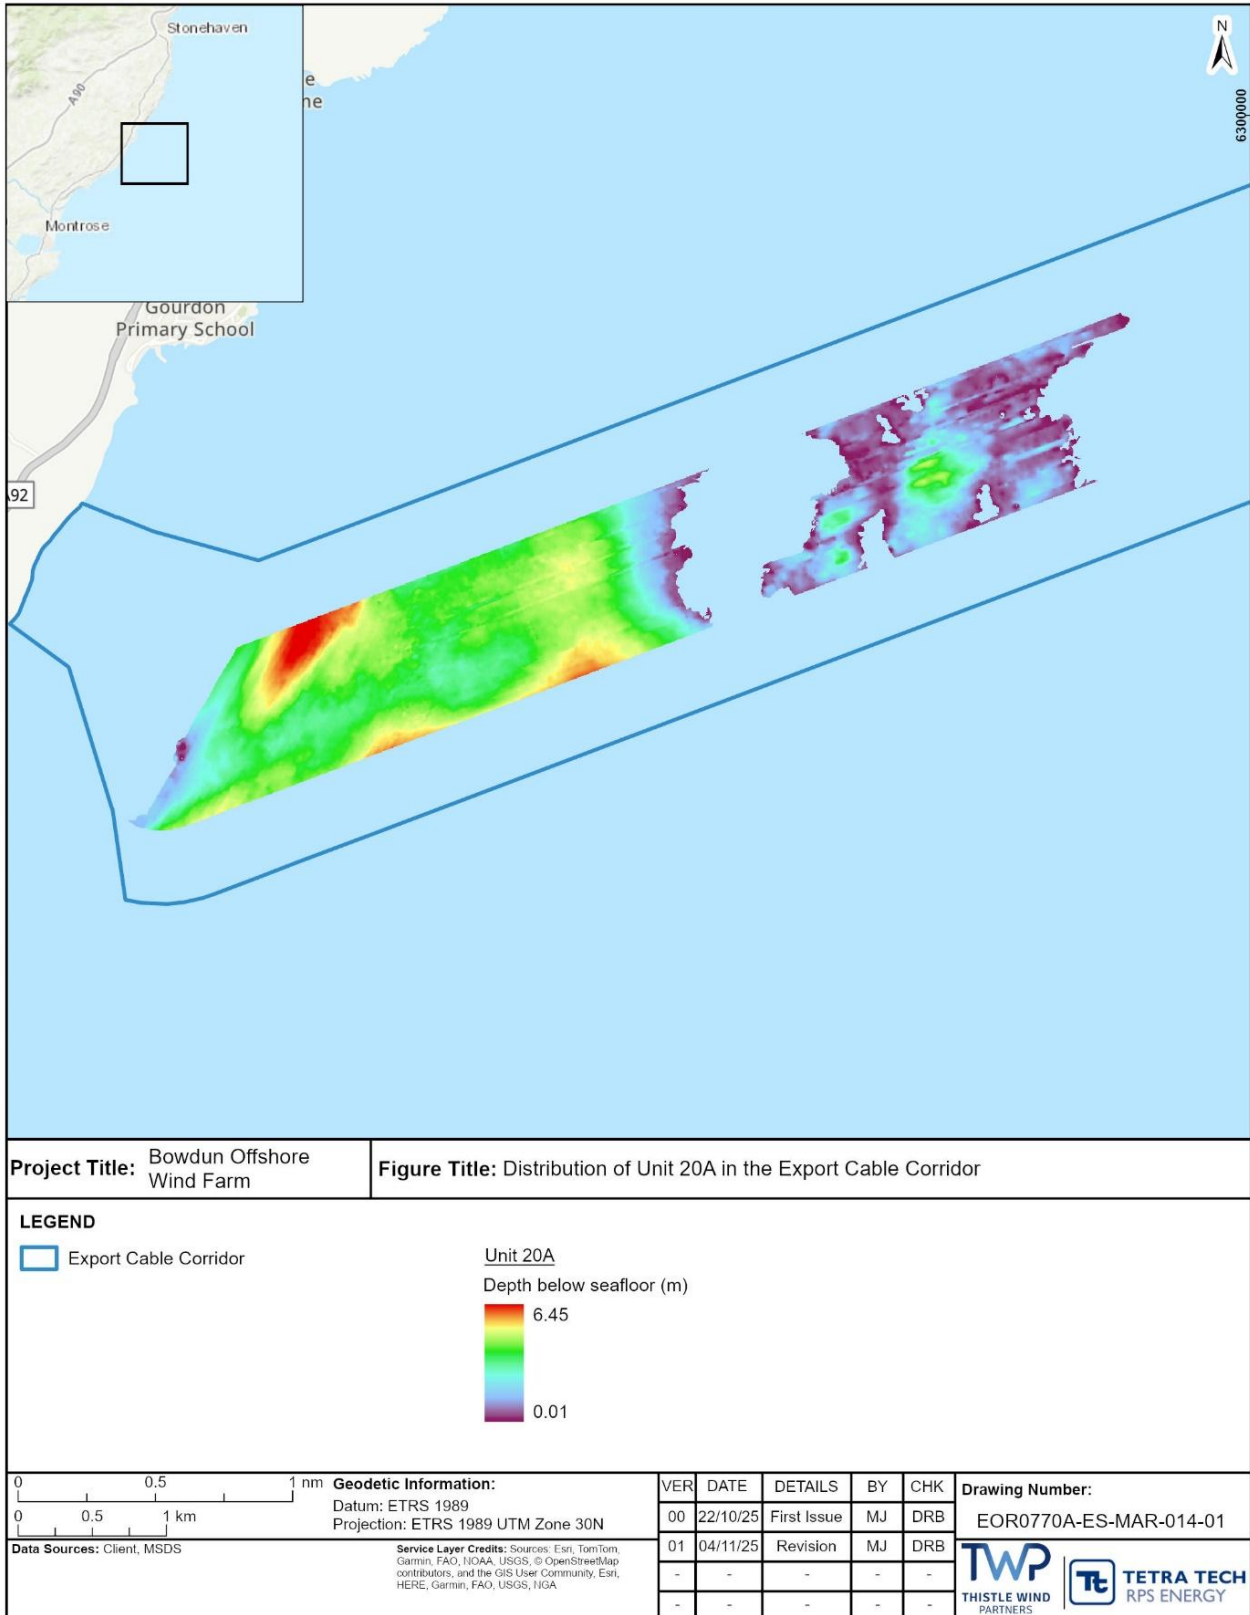 Stonehaven
A90
Montrose
e
ne
N
6300000
Gourdon
Primary School
A92
Project Title: Bowdun Offshore
Wind Farm
Figure Title: Distribution of Unit 20A in the Export Cable Corridor
LEGEND
Export Cable Corridor
Unit 20A
Depth below seafloor (m)
6.45
0.01
0 0.5 1 nm
0 0.5 1 km
Geodetic Information:
Datum: ETRS 1989
Projection: ETRS 1989 UTM Zone 30N
Data Sources: Client, MSDS
Service Layer Credits: Sources: Esri, TomTom,
Garmin, FAO, NOAA, USGS, © OpenStreetMap
contributors, and the GIS User Community, Esri,
HERE, Garmin, FAO, USGS, NGA
VER DATE DETAILS BY CHK
00 22/10/25 First Issue MJ DRB
01 04/11/25 Revision MJ DRB
- - - - -
- - - - -
Drawing Number:
EOR0770A-ES-MAR-014-01
TWP
THISTLE WIND
PARTNERS
Tt
TETRA TECH
RPS ENERGY